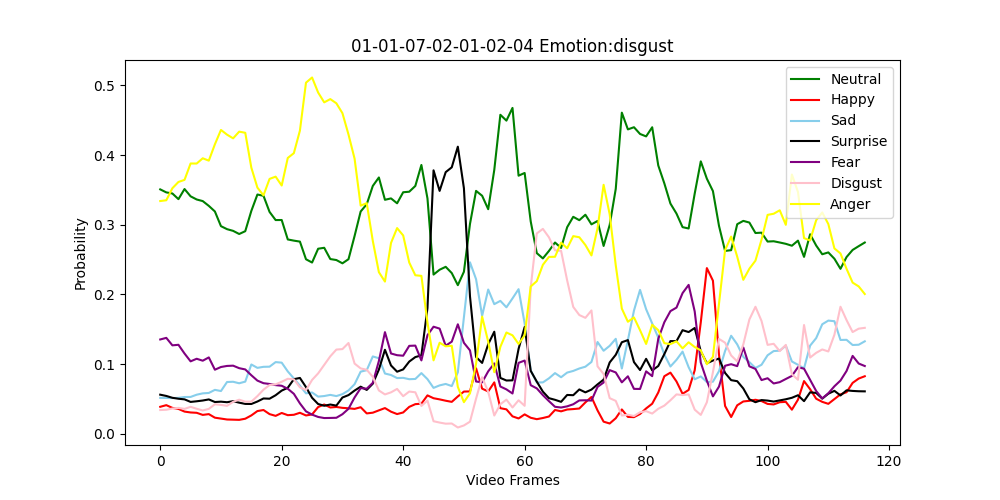 01-01-07-02-01-02-04 Emotion:disgust
Neutral
Happy
Sad
Surprise
Fear
Disgust
Anger
0.5
0.4
0.3
0.2
0.1
0.0
Probability
0
20
40
60
80
100
120
Video Frames